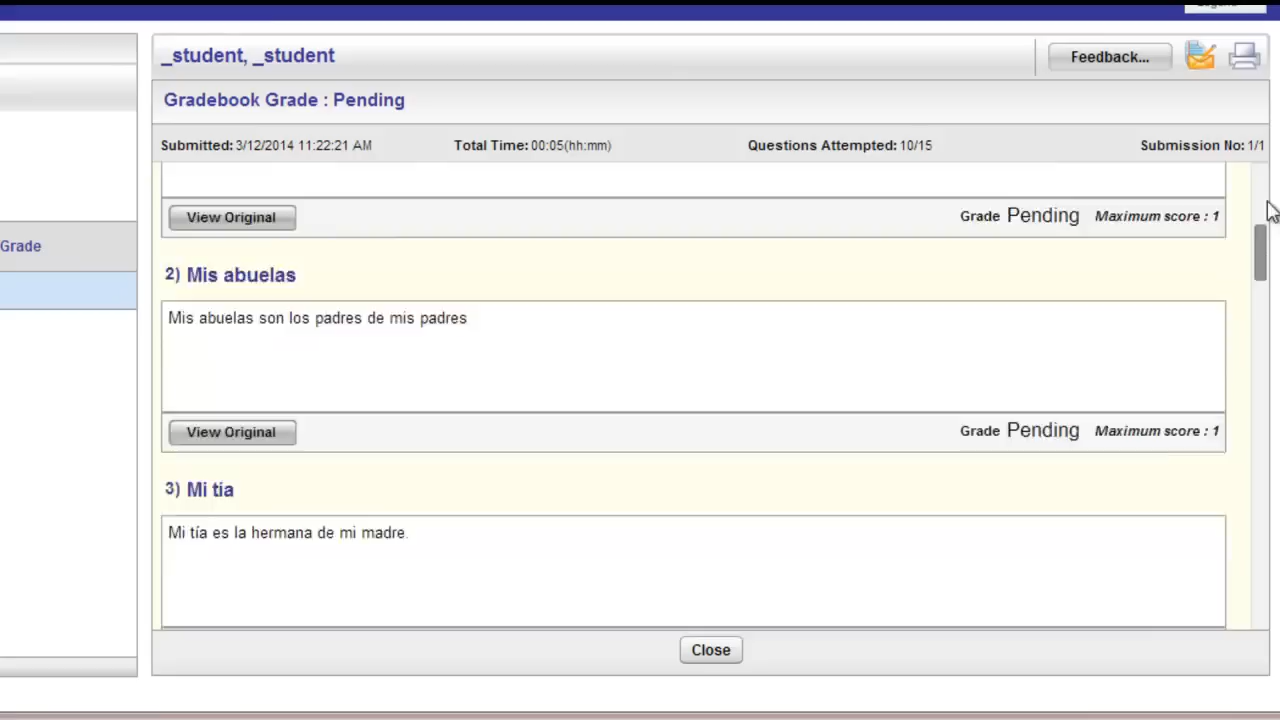 _student, _student
Feedback...
Gradebook Grade : Pending
Submitted: 3/12/2014 11:22:21 AM Total Time: 00:05(hh:mm) Questions Attempted: 10/15 Submission No: 1/1
View Original Grade Pending Maximum score : 1
Grade
2) Mis abuelas
Mis abuelas son los padres de mis padres
View Original Grade Pending Maximum score : 1
3) Mi tía
Mi tía es la hermana de mi madre.
Close